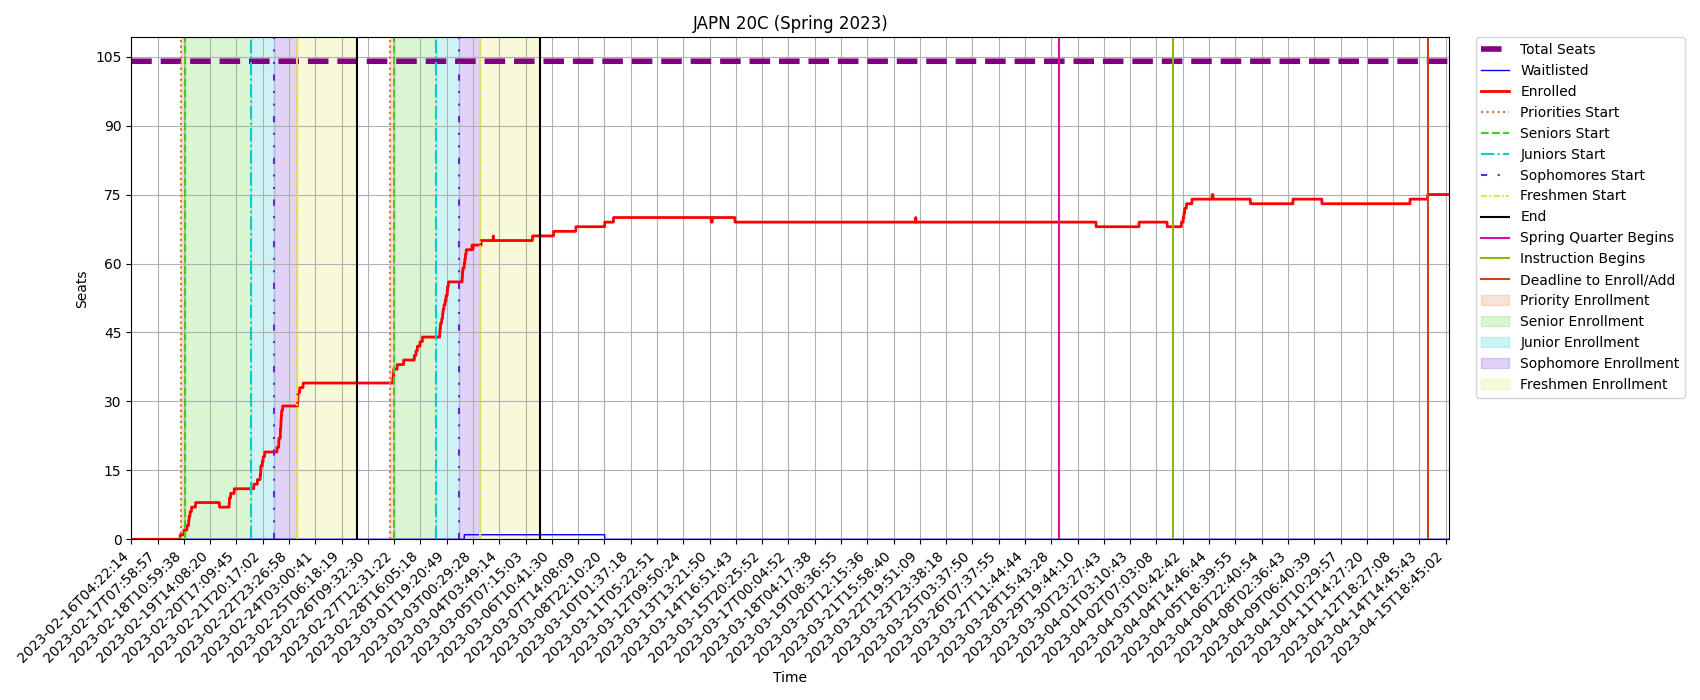 JAPN 20C (Spring 2023)
Seats
105
90
75
60
45
30
15
0
2023-02-16T04:22:14
2023-02-17T07:58:57
2023-02-18T10:59:38
2023-02-19T14:08:20
2023-02-20T17:09:45
2023-02-21T20:17:02
2023-02-22T23:26:58
2023-02-24T03:00:41
2023-02-25T06:18:19
2023-02-26T09:32:30
2023-02-27T12:31:22
2023-02-28T16:05:18
2023-03-01T19:20:49
2023-03-03T00:29:28
2023-03-04T03:49:14
2023-03-05T07:15:03
2023-03-06T10:41:30
2023-03-07T14:08:09
2023-03-08T22:10:20
2023-03-10T01:37:18
2023-03-11T05:22:51
2023-03-12T09:50:24
2023-03-13T13:21:50
2023-03-14T16:51:43
2023-03-15T20:25:52
2023-03-17T00:04:52
2023-03-18T04:17:38
2023-03-19T08:36:55
2023-03-20T12:15:36
2023-03-21T15:58:40
2023-03-22T19:51:09
2023-03-23T23:38:18
2023-03-25T03:37:50
2023-03-26T07:37:55
2023-03-27T11:44:44
2023-03-28T15:43:28
2023-03-29T19:44:10
2023-03-30T23:27:43
2023-04-01T03:10:43
2023-04-02T07:03:08
2023-04-03T10:42:42
2023-04-04T14:46:44
2023-04-05T18:39:55
2023-04-06T22:40:54
2023-04-08T02:36:43
2023-04-09T06:40:39
2023-04-10T10:29:57
2023-04-11T14:27:20
2023-04-12T18:27:08
2023-04-14T14:45:43
2023-04-15T18:45:02
Time
Total Seats
Waitlisted
Enrolled
Priorities Start
Seniors Start
Juniors Start
Sophomores Start
Freshmen Start
End
Spring Quarter Begins
Instruction Begins
Deadline to Enroll/Add
Priority Enrollment
Senior Enrollment
Junior Enrollment
Sophomore Enrollment
Freshmen Enrollment